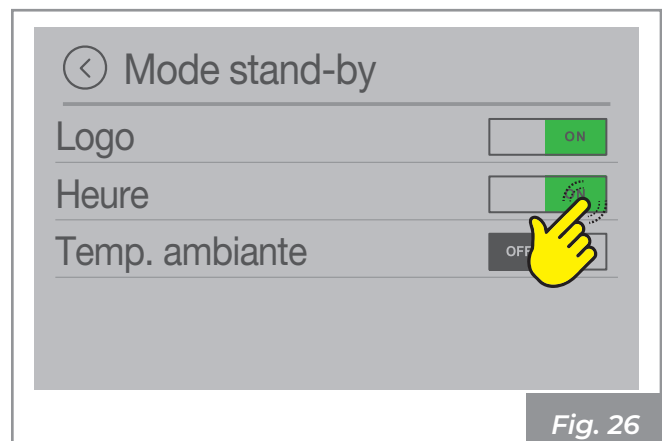 Mode stand-by
Logo ON
Heure
Temp. ambiante OFF
Fig. 26